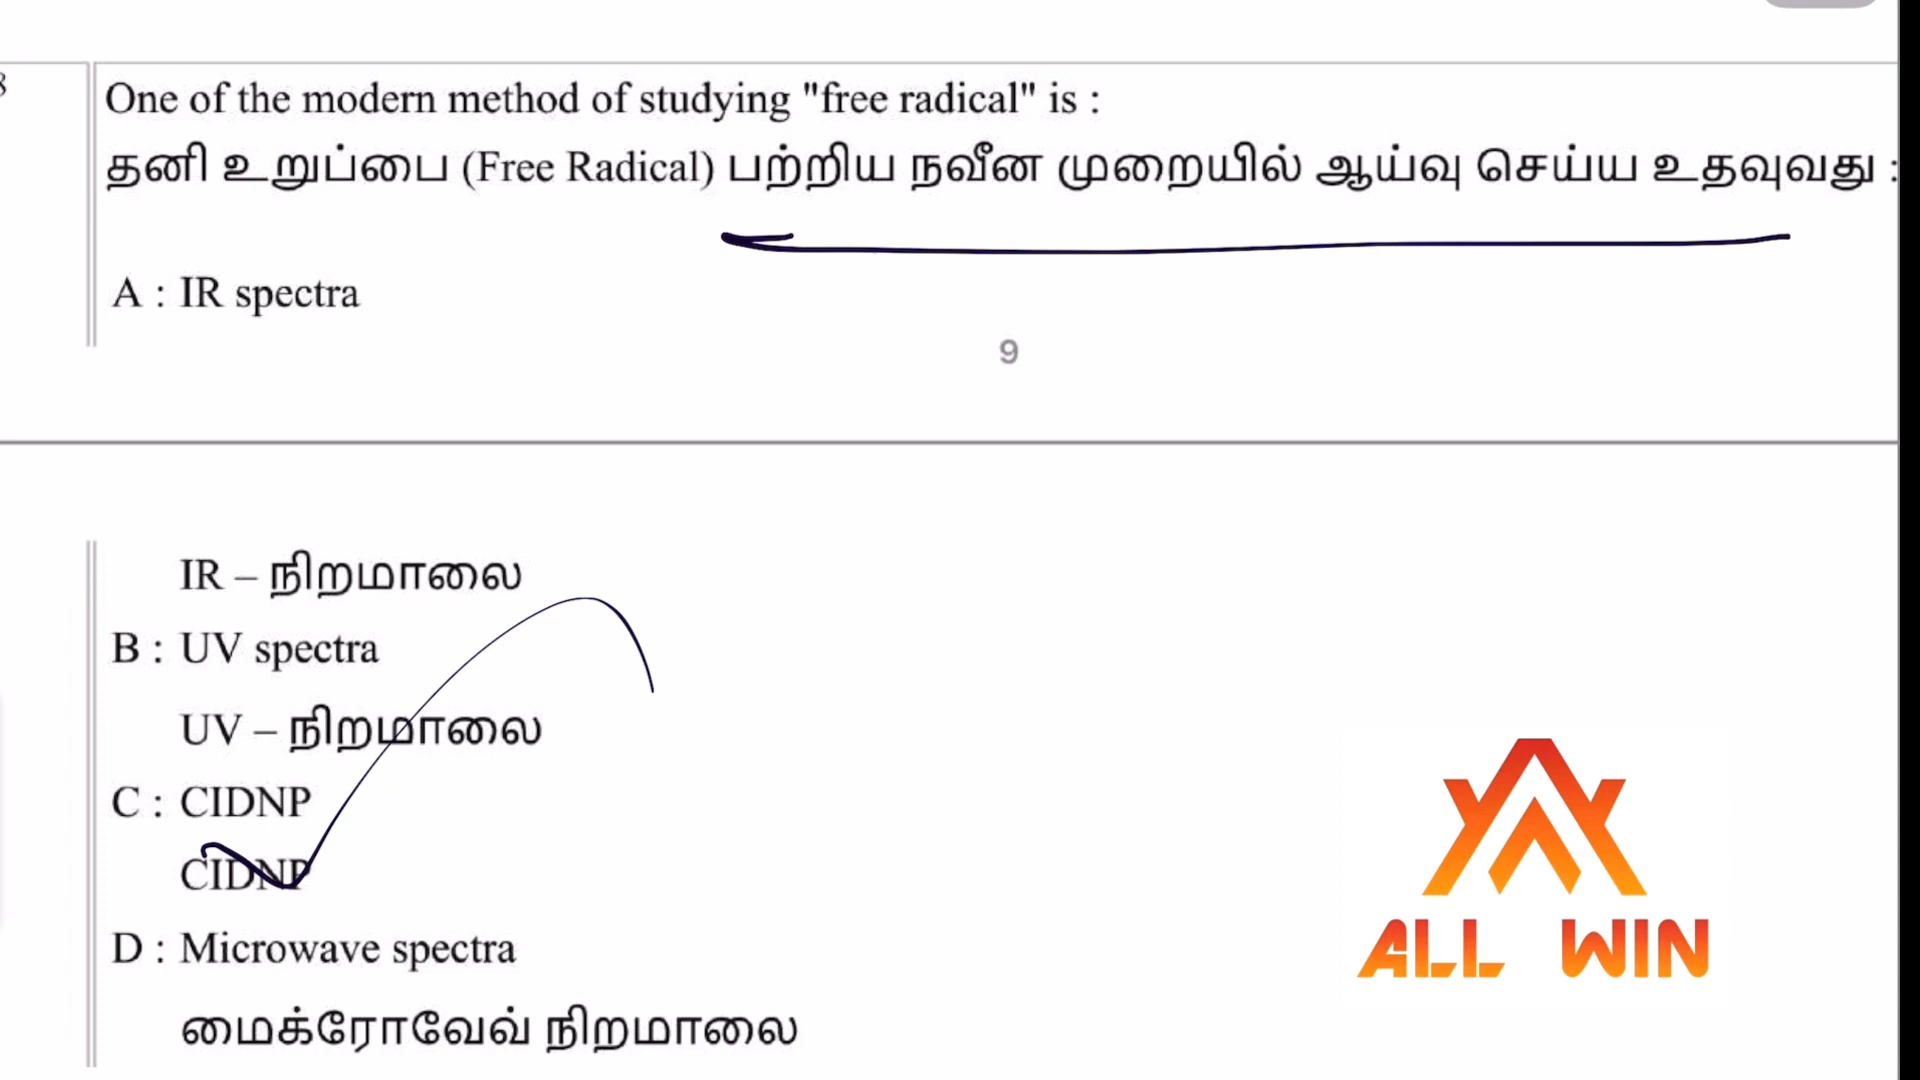 One of the modern method of studying "free radical" is :
தனி உறுப்பை (Free Radical) பற்றிய நவீன முறையில் ஆய்வு செய்ய உதவுவது :
A : IR spectra
9
IR – நிறமாலை
B : UV spectra
UV – நிறமாலை
C : CIDNP
CIDNP
D : Microwave spectra
மைக்ரோவேவ் நிறமாலை
ALL WIN